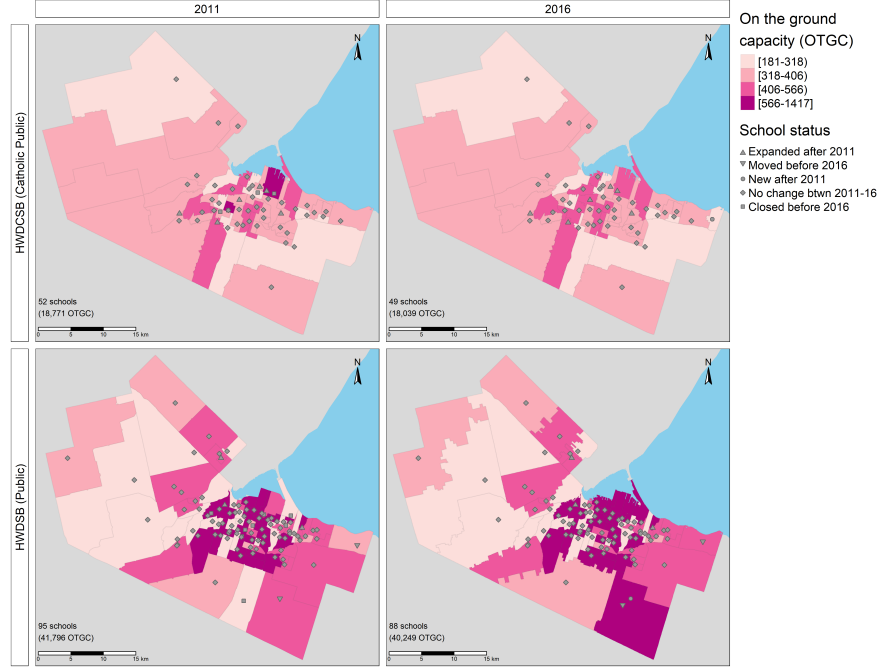 2011
2016
On the ground
capacity (OTGC)
[181-318)
[318-406)
[406-566)
[566-1417]
School status
Expanded after 2011
Moved before 2016
New after 2011
No change btwn 2011-16
Closed before 2016
HWDCSB (Catholic Public)
N
52 schools
(18,771 OTGC)
0 5 10 15 km
N
49 schools
(18,039 OTGC)
0 5 10 15 km
HWDSB (Public)
N
95 schools
(41,796 OTGC)
0 5 10 15 km
N
88 schools
(40,249 OTGC)
0 5 10 15 km